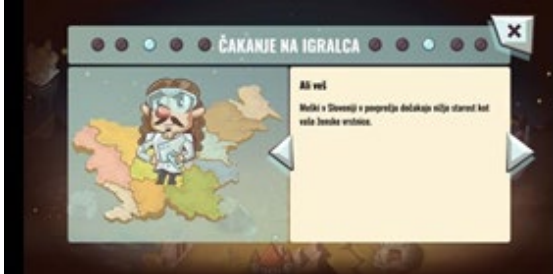 ČAKANJE NA IGRALCA
Ali veš
Moški v Sloveniji v povprečju dočakajo nižjo starost kot
vaše ženske vrstnice.